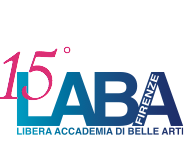 15°
LABA
FIRENZE
LIBERA ACCADEMIA DI BELLE ARTI